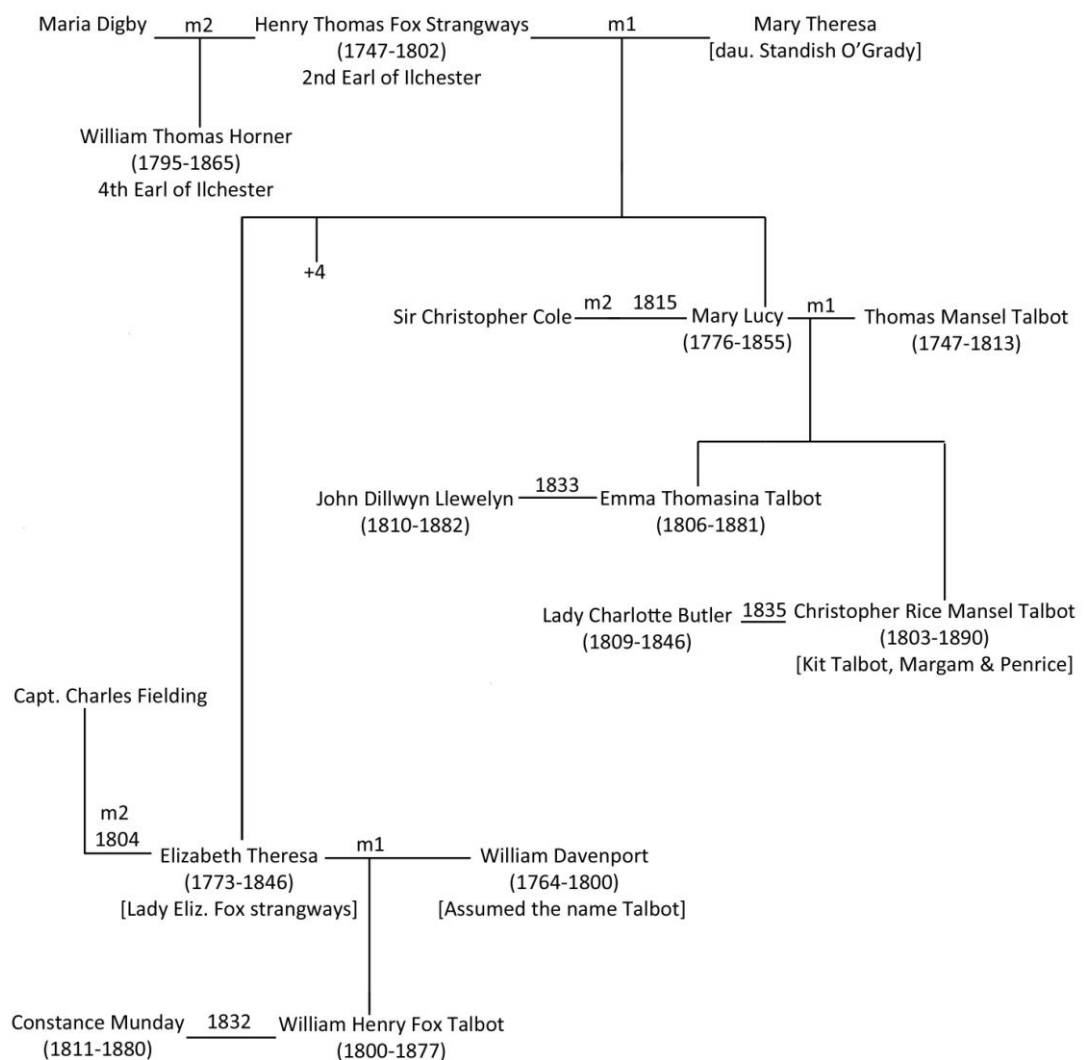 Maria Digby
m2
Henry Thomas Fox Strangways
(1747-1802)
2nd Earl of Ilchester
m1
Mary Theresa
[dau. Standish O’Grady]
William Thomas Horner
(1795-1865)
4th Earl of Ilchester
+4
Sir Christopher Cole
m2
1815
Mary Lucy
(1776-1855)
m1
Thomas Mansel Talbot
(1747-1813)
John Dillwyn Llewelyn
(1810-1882)
1833
Emma Thomasina Talbot
(1806-1881)
Lady Charlotte Butler
(1809-1846)
1835
Christopher Rice Mansel Talbot
(1803-1890)
[Kit Talbot, Margam & Penrice]
Capt. Charles Fielding
m2
1804
Elizabeth Theresa
(1773-1846)
[Lady Eliz. Fox strangways]
m1
William Davenport
(1764-1800)
[Assumed the name Talbot]
Constance Munday
(1811-1880)
1832
William Henry Fox Talbot
(1800-1877)